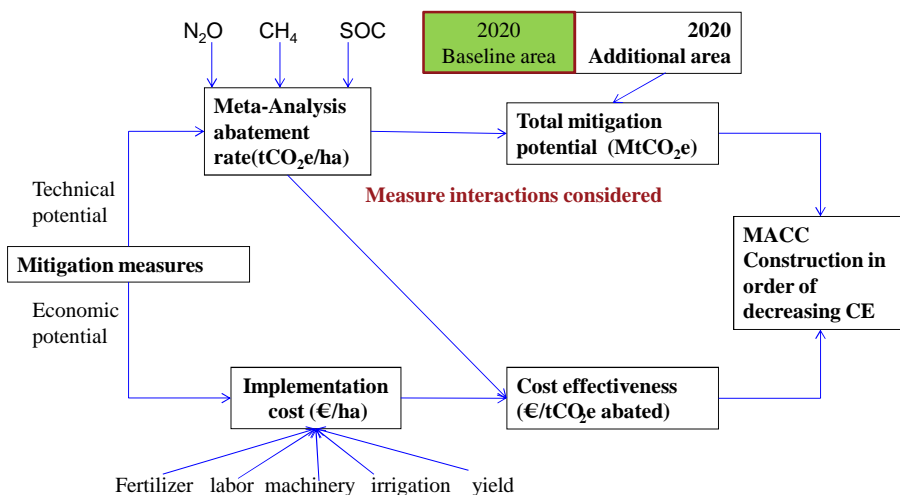 N₂O CH₄ SOC
2020
Baseline area
2020
Additional area
Meta-Analysis
abatement
rate(tCO₂e/ha)
Total mitigation
potential (MtCO₂e)
Technical
potential
Measure interactions considered
Mitigation measures
MACC
Construction in
order of
decreasing CE
Economic
potential
Implementation
cost (€/ha)
Cost effectiveness
(€/tCO₂e abated)
Fertilizer labor machinery irrigation yield